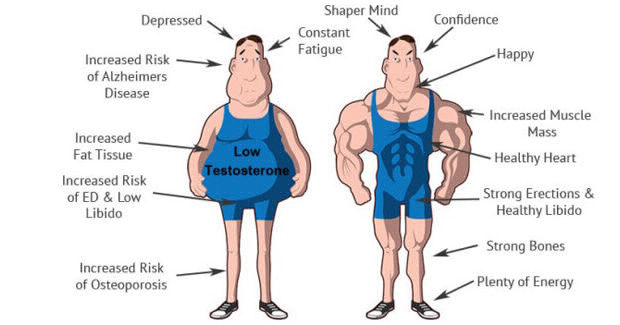 Depressed
Constant
Fatigue
Increased Risk
of Alzheimers
Disease
Increased
Fat Tissue
Low
Testosterone
Increased Risk
of ED & Low
Libido
Increased Risk
of Osteoporosis
Shaper Mind
Confidence
Happy
Increased Muscle
Mass
Healthy Heart
Strong Erections &
Healthy Libido
Strong Bones
Plenty of Energy